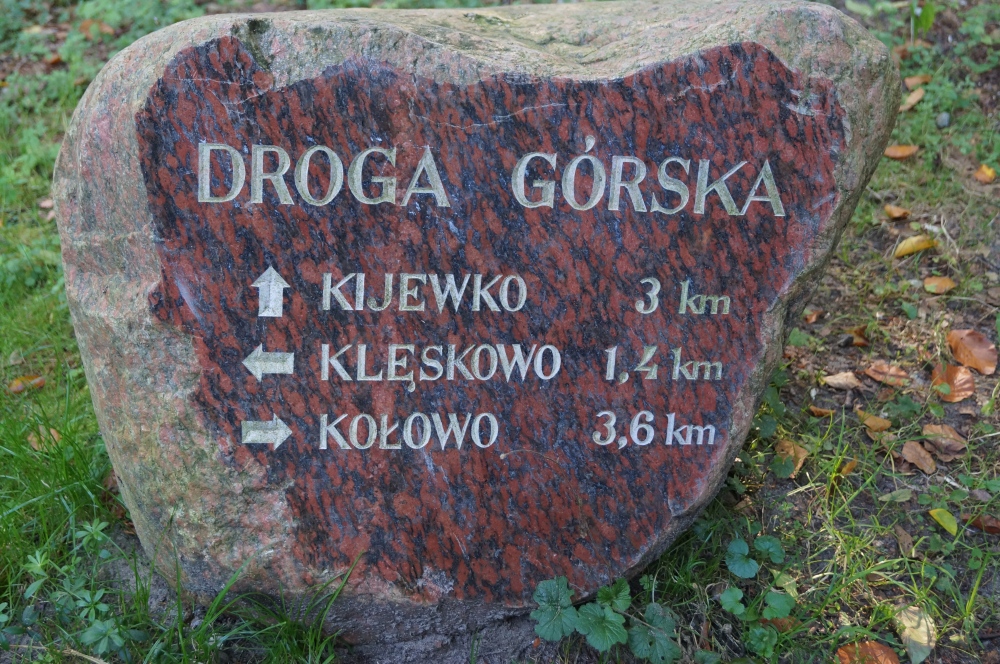 DROGA GÓRSKA
↑ KIJEWKO 3 km
← KLĘSKOWO 1,4 km
→ KOŁOWO 3,6 km